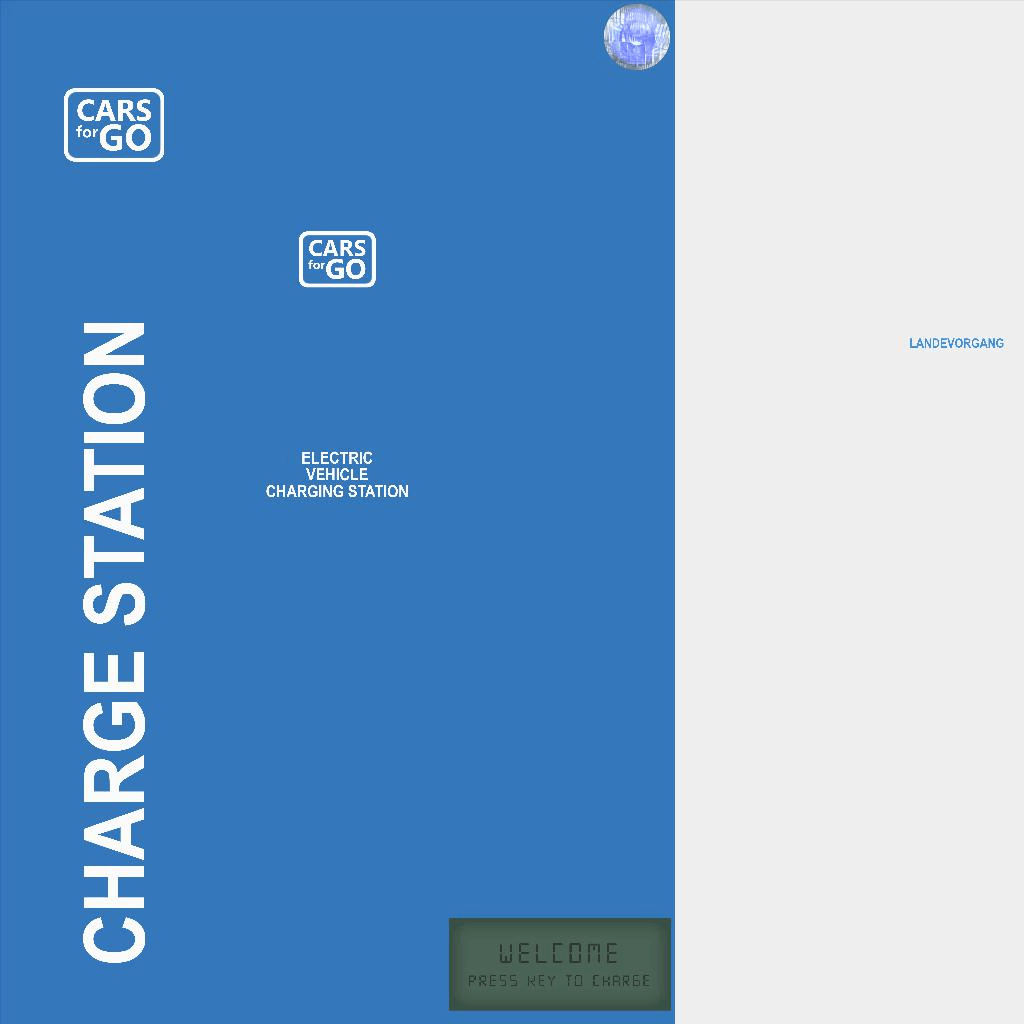 CARS
for GO
CARS
for GO
CHARGE STATION
LANDEVORGANG
ELECTRIC
VEHICLE
CHARGING STATION
WELCOME
PRESS KEY TO CHARGE